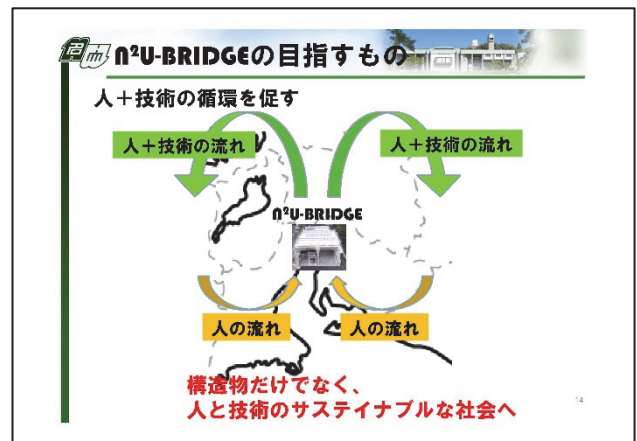 N²U-BRIDGEの目指すもの
人＋技術の循環を促す
人＋技術の流れ
人＋技術の流れ
N²U-BRIDGE
人の流れ
人の流れ
構造物だけでなく、
人と技術のサステイナブルな社会へ
14